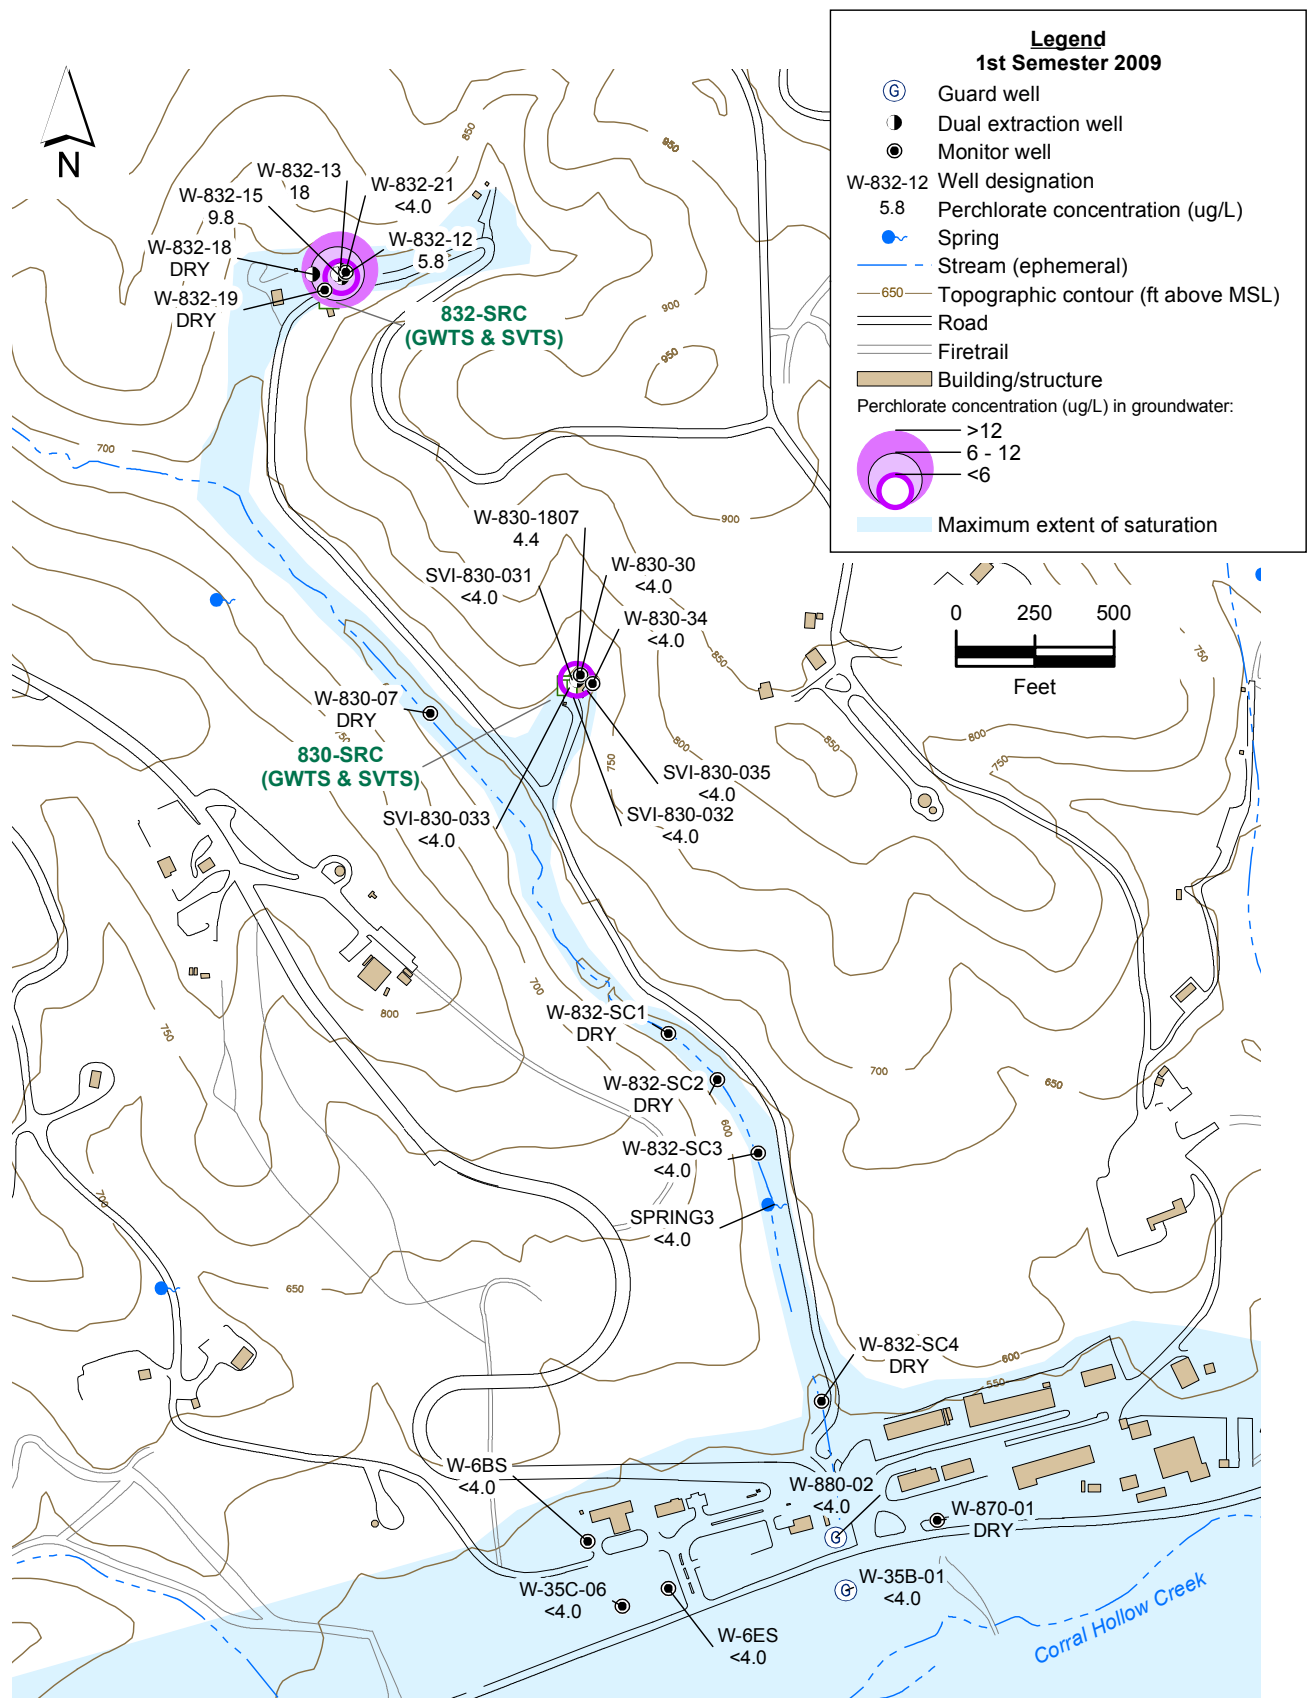 Legend
1st Semester 2009
G
Guard well
Dual extraction well
Monitor well
W-832-12 Well designation
5.8 Perchlorate concentration (ug/L)
Spring
Stream (ephemeral)
650 Topographic contour (ft above MSL)
Road
Firetrail
Building/structure
Perchlorate concentration (ug/L) in groundwater:
>12
6 - 12
<6
Maximum extent of saturation
N
850
950
850
W-832-13
18
W-832-15
9.8
W-832-21
<4.0
W-832-18
DRY
W-832-12
5.8
W-832-19
DRY
832-SRC
(GWTS & SVTS)
900
950
700
900
W-830-1807
4.4
SVI-830-031
<4.0
W-830-30
<4.0
W-830-34
<4.0
0 250 500
Feet
850
750
W-830-07
DRY
830-SRC
(GWTS & SVTS)
800
750
850
800
750
SVI-830-035
<4.0
SVI-830-033
<4.0
SVI-830-032
<4.0
700
800
750
W-832-SC1
DRY
W-832-SC2
DRY
700
650
600
W-832-SC3
<4.0
700
SPRING3
<4.0
650
W-832-SC4
DRY
600
550
W-6BS
<4.0
W-880-02
<4.0
G
W-870-01
DRY
W-35C-06
<4.0
G
W-35B-01
<4.0
W-6ES
<4.0
Corral Hollow Creek